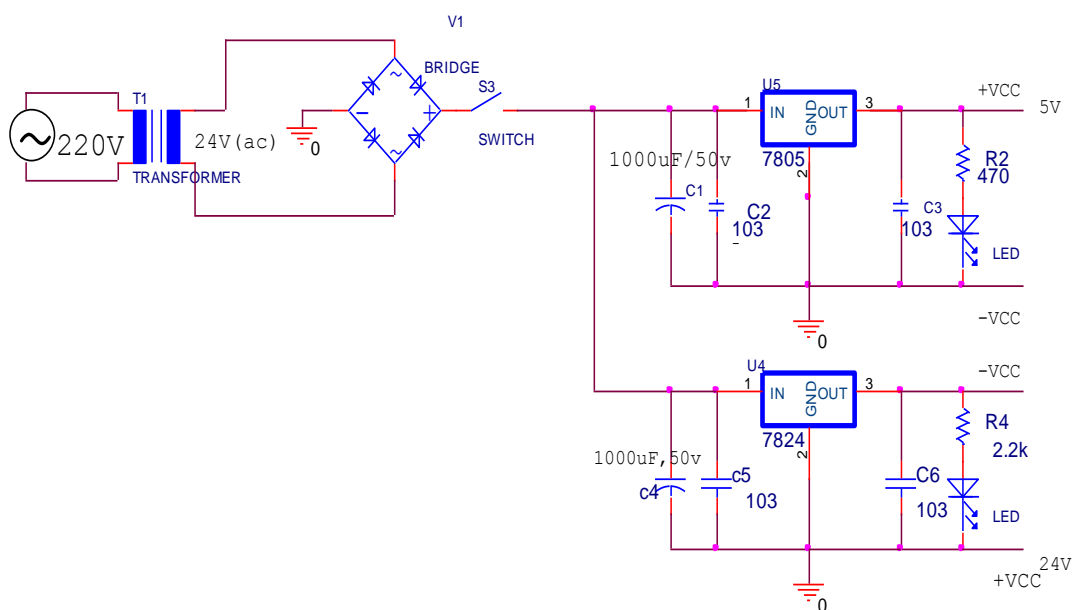 V1
BRIDGE
S3
SWITCH
T1
220V
24V(ac)
TRANSFORMER
0
U5
1
IN
GND
OUT
3
7805
2
+VCC
5V
1000uF/50v
C1
C2
103
C3
103
R2
470
LED
-VCC
0
U4
1
IN
GND
OUT
3
7824
2
-VCC
1000uF,50v
c4
c5
103
C6
103
R4
2.2k
LED
24V
+VCC
0